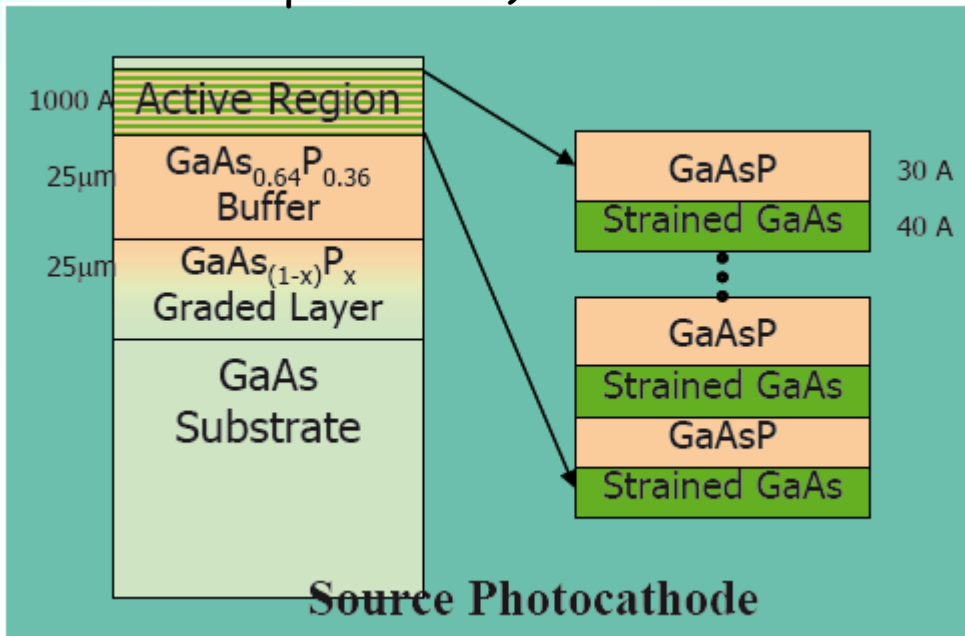 1000 A
Active Region
25μm
GaAs0.64P0.36
Buffer
25μm
GaAs(1-x)Px
Graded Layer
GaAs
Substrate
GaAsP
30 A
Strained GaAs
40 A
GaAsP
Strained GaAs
GaAsP
Strained GaAs
Source Photocathode